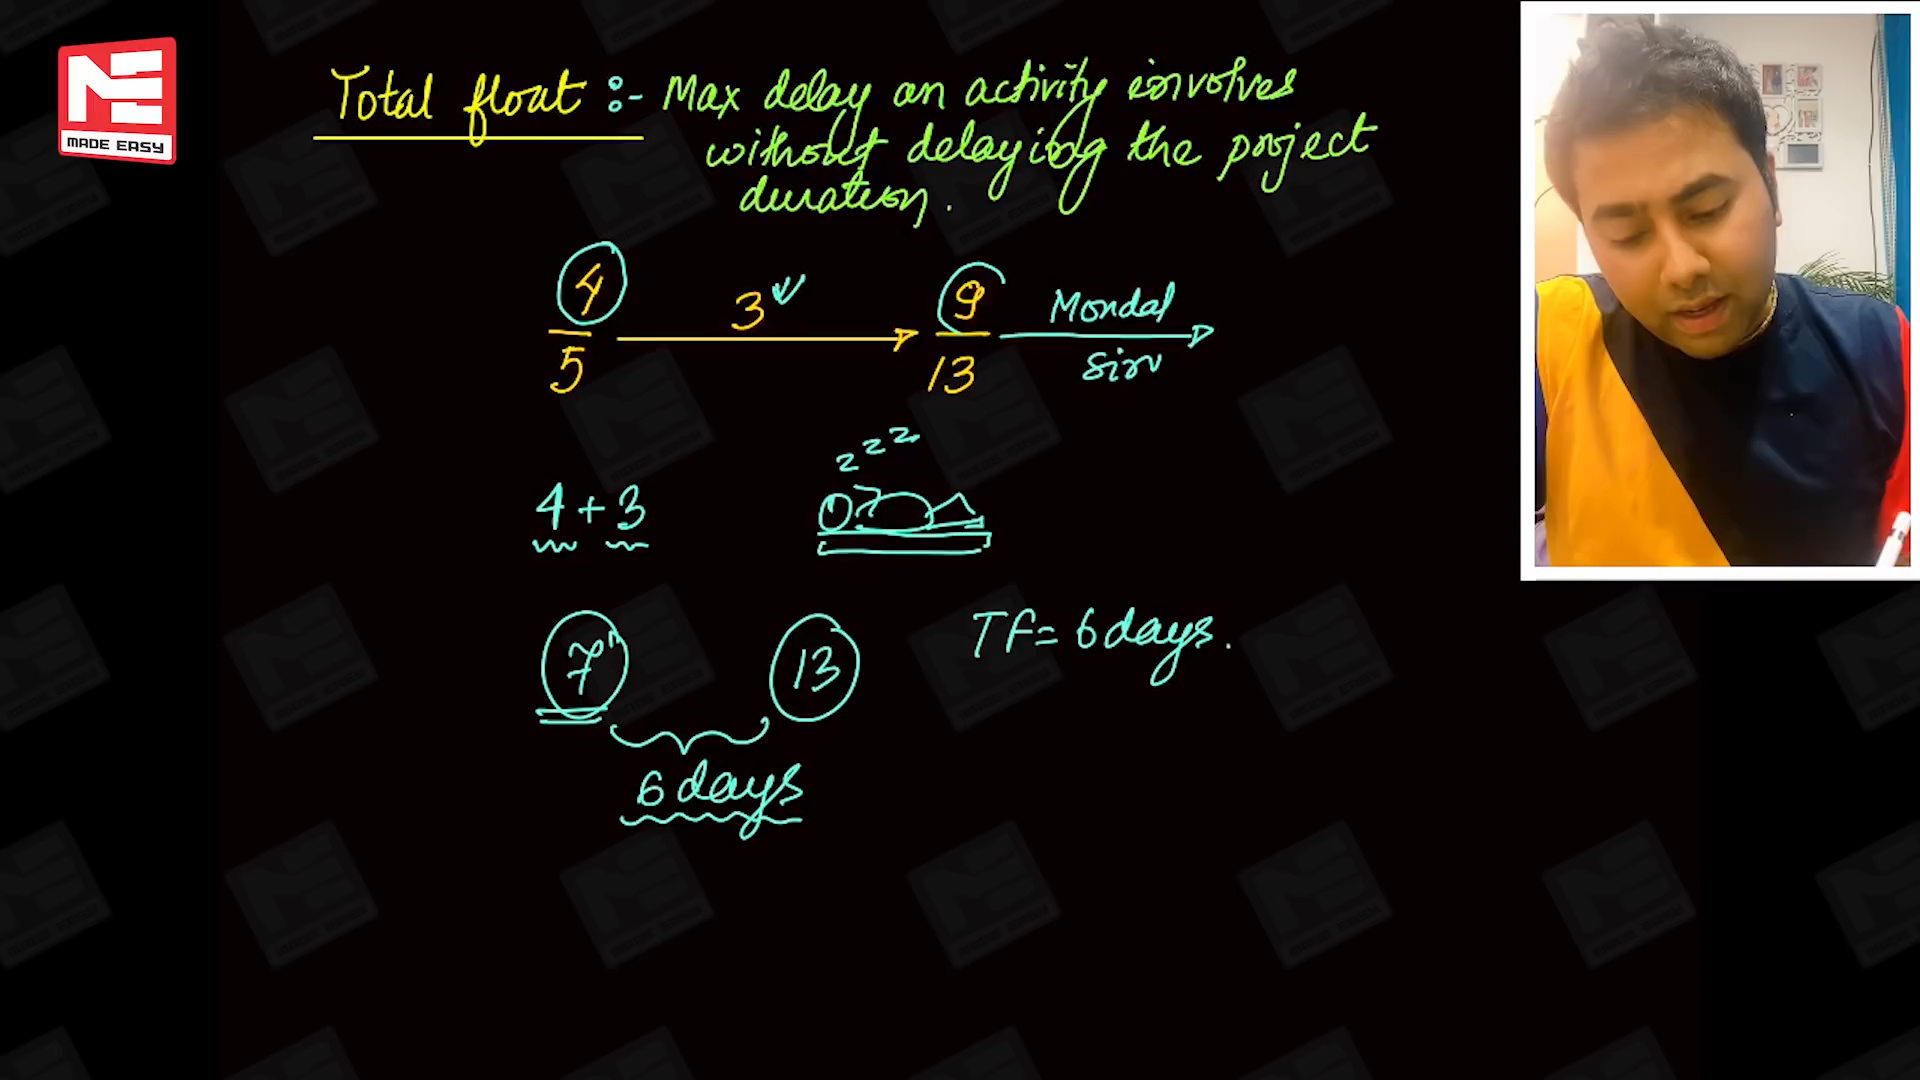 ME
MADE EASY
Total float :- Max delay an activity involves
without delaying the project
duration.
4 3 9 Mondal
5 13 Sir
z z z
4 + 3
7 13 TF = 6 days.
6 days